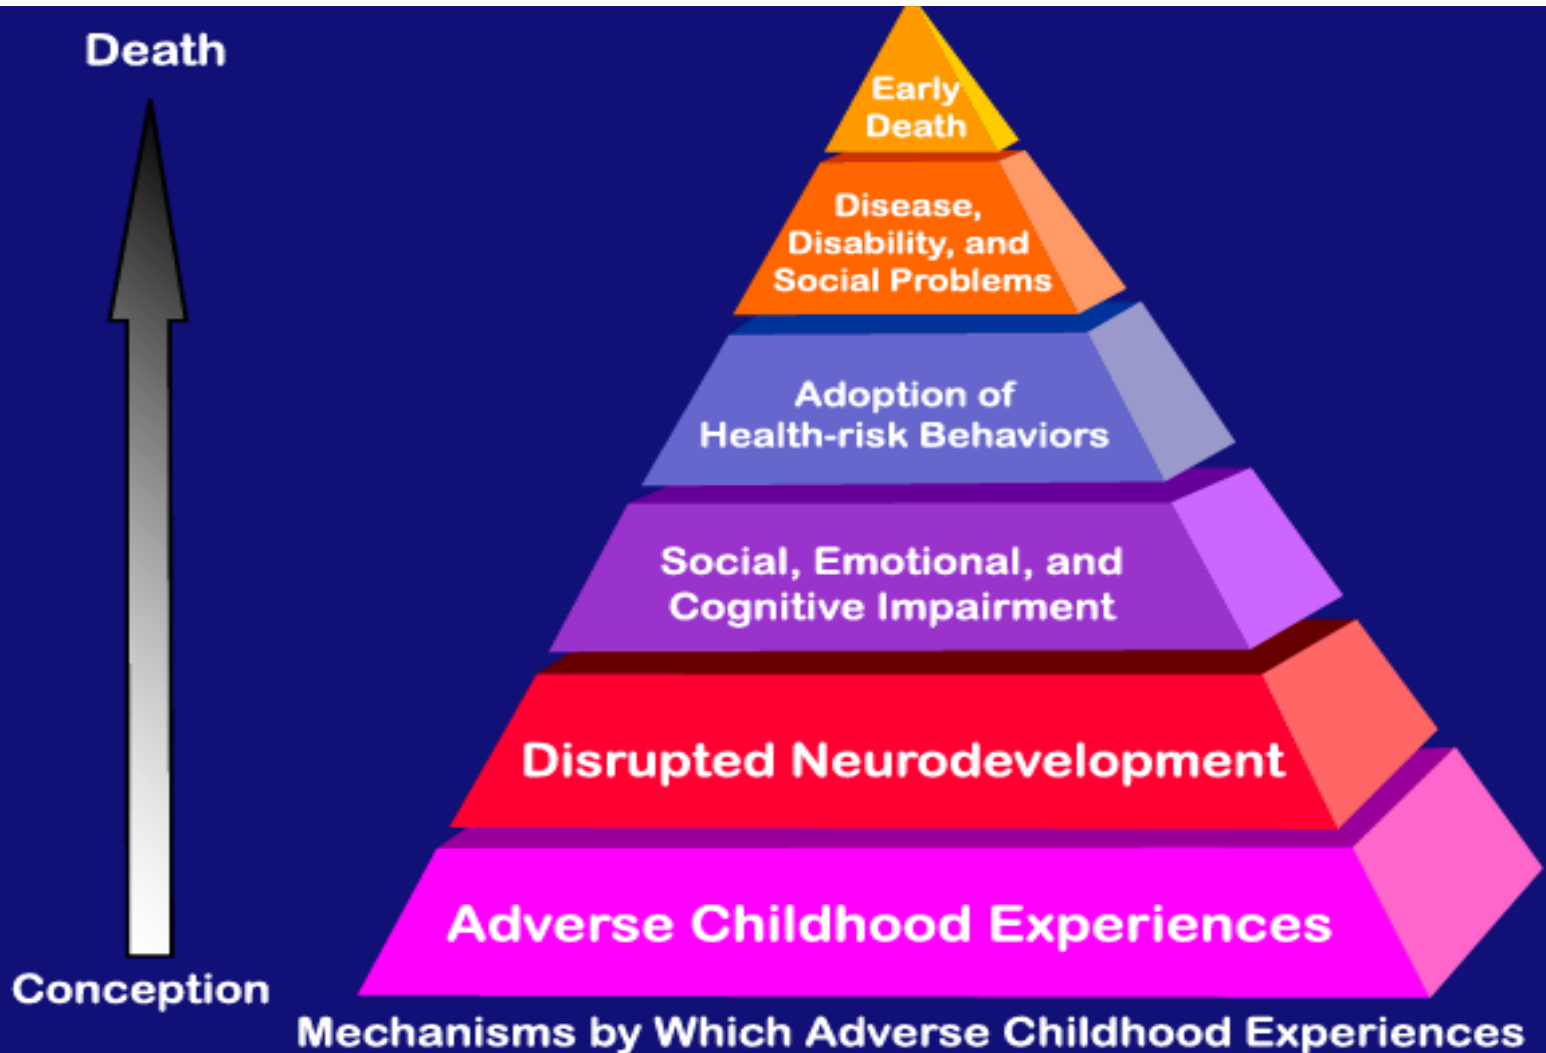 Death
Early
Death
Disease,
Disability, and
Social Problems
Adoption of
Health-risk Behaviors
Social, Emotional, and
Cognitive Impairment
Disrupted Neurodevelopment
Adverse Childhood Experiences
Conception
Mechanisms by Which Adverse Childhood Experiences